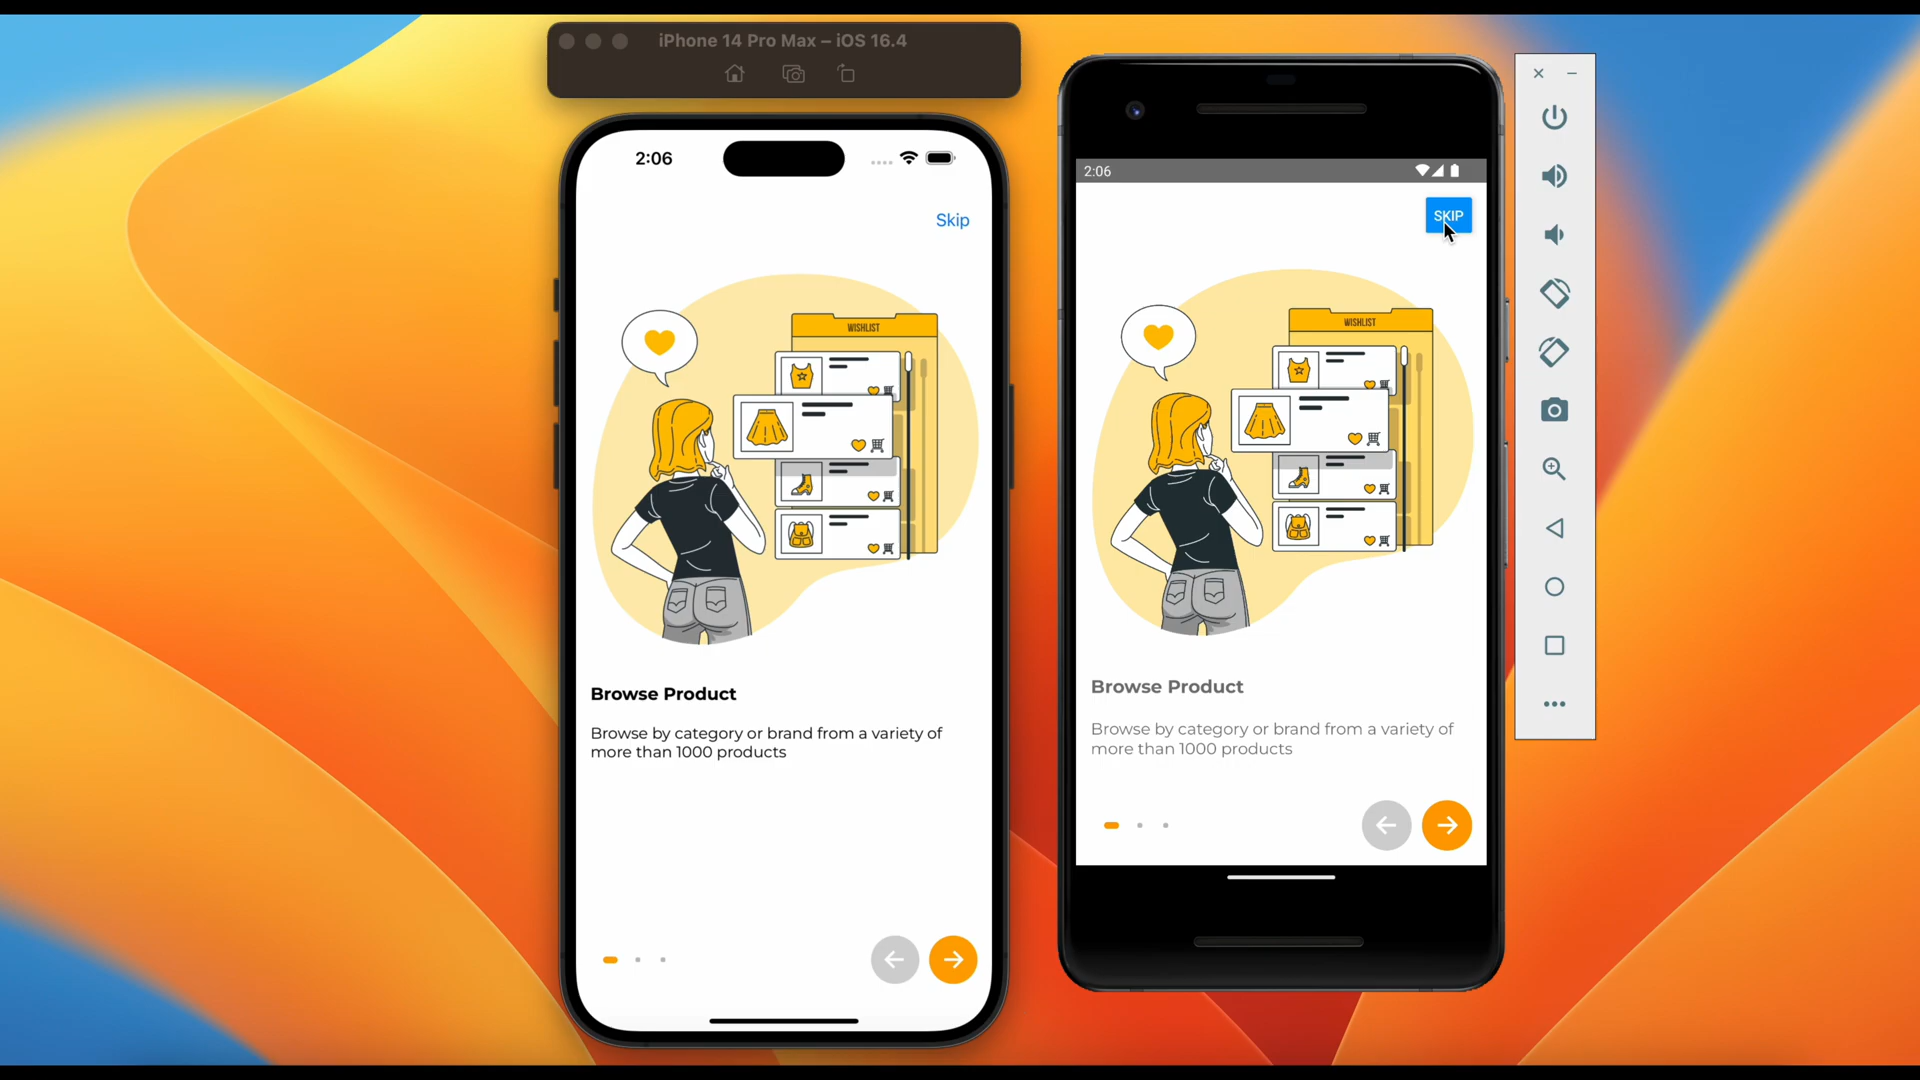 iPhone 14 Pro Max – iOS 16.4
2:06
Skip
WISHLIST
Browse Product
Browse by category or brand from a variety of
more than 1000 products
2:06
SKIP
WISHLIST
Browse Product
Browse by category or brand from a variety of
more than 1000 products